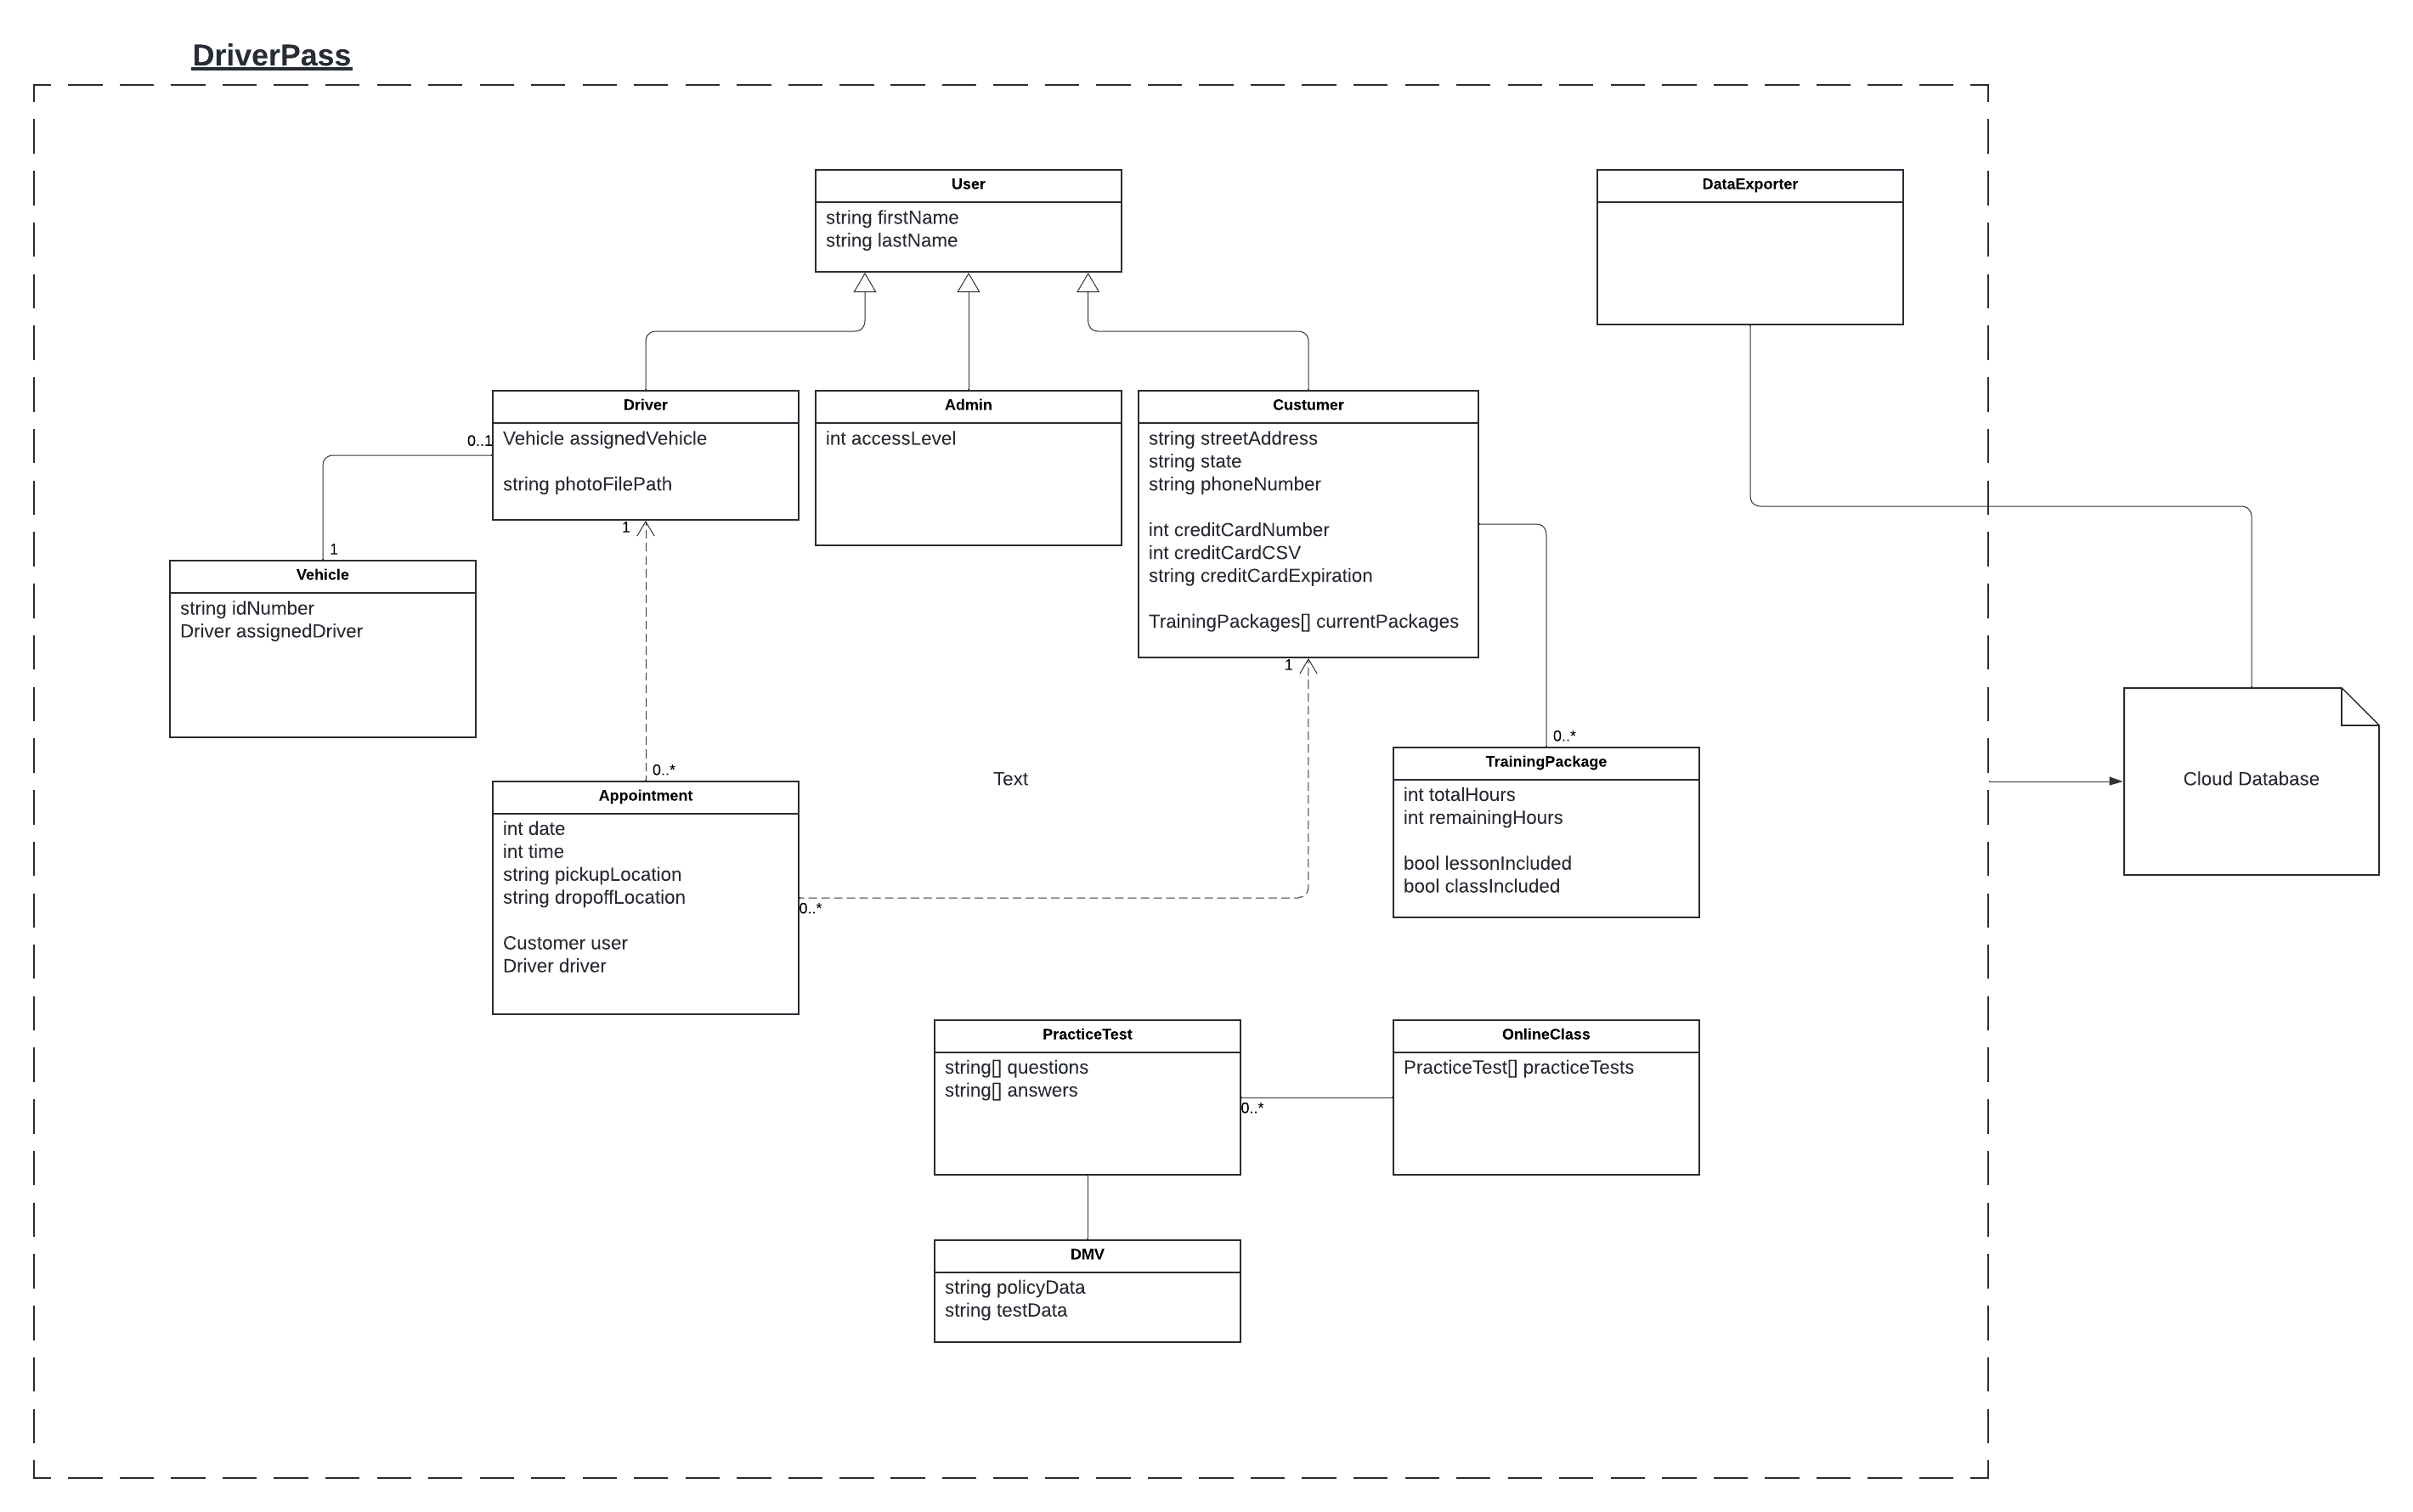 DriverPass
User
string firstName
string lastName
DataExporter
Driver
Vehicle assignedVehicle
string photoFilePath
Admin
int accessLevel
Custumer
string streetAddress
string state
string phoneNumber
int creditCardNumber
int creditCardCSV
string creditCardExpiration
TrainingPackages[] currentPackages
0..1
1
Vehicle
string idNumber
Driver assignedDriver
1
0..*
1
0..*
Appointment
int date
int time
string pickupLocation
string dropoffLocation
Customer user
Driver driver
0..*
Text
TrainingPackage
int totalHours
int remainingHours
bool lessonIncluded
bool classIncluded
Cloud Database
PracticeTest
string[] questions
string[] answers
0..*
OnlineClass
PracticeTest[] practiceTests
DMV
string policyData
string testData